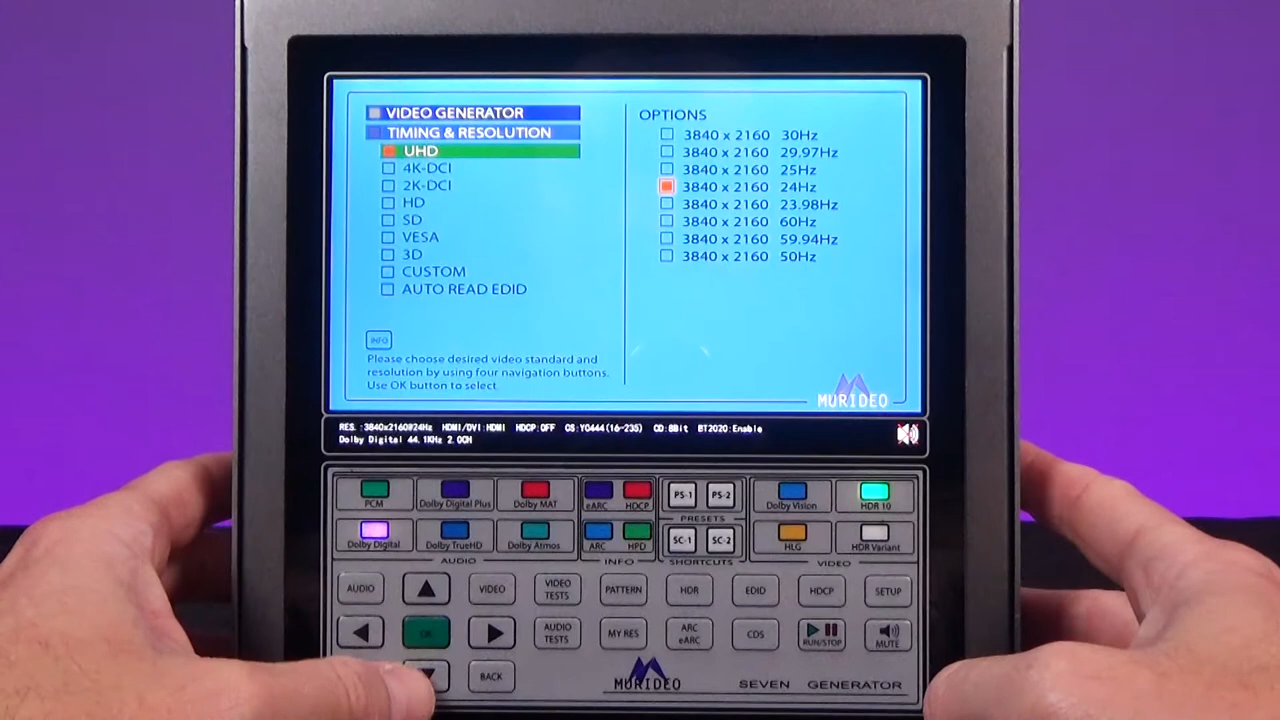 VIDEO GENERATOR
TIMING & RESOLUTION
UHD
4K-DCI
2K-DCI
HD
SD
VESA
3D
CUSTOM
AUTO READ EDID
INFO
Please choose desired video standard and
resolution by using four navigation buttons.
Use OK button to select.
OPTIONS
3840 x 2160 30Hz
3840 x 2160 29.97Hz
3840 x 2160 25Hz
3840 x 2160 24Hz
3840 x 2160 23.98Hz
3840 x 2160 60Hz
3840 x 2160 59.94Hz
3840 x 2160 50Hz
MURIDEO
RES.:3840x2160@24Hz HDMI/DVI:HDMI HDCP:OFF CS:Y0444(16-235) CD:8Bit BT2020:Enable
Dolby Digital 44.1KHz 2.0CH
PCM Dolby Digital Plus Dolby MAT eARC HDCP PS-1 PS-2 Dolby Vision HDR 10
PRESETS
Dolby Digital Dolby TrueHD Dolby Atmos ARC HPD SC-1 SC-2 HLG HDR Variant
AUDIO INFO SHORTCUTS VIDEO
AUDIO VIDEO VIDEO TESTS PATTERN HDR EDID HDCP SETUP
OK AUDIO TESTS MY RES ARC eARC CDS RUN/STOP MUTE
BACK MURIDEO SEVEN GENERATOR